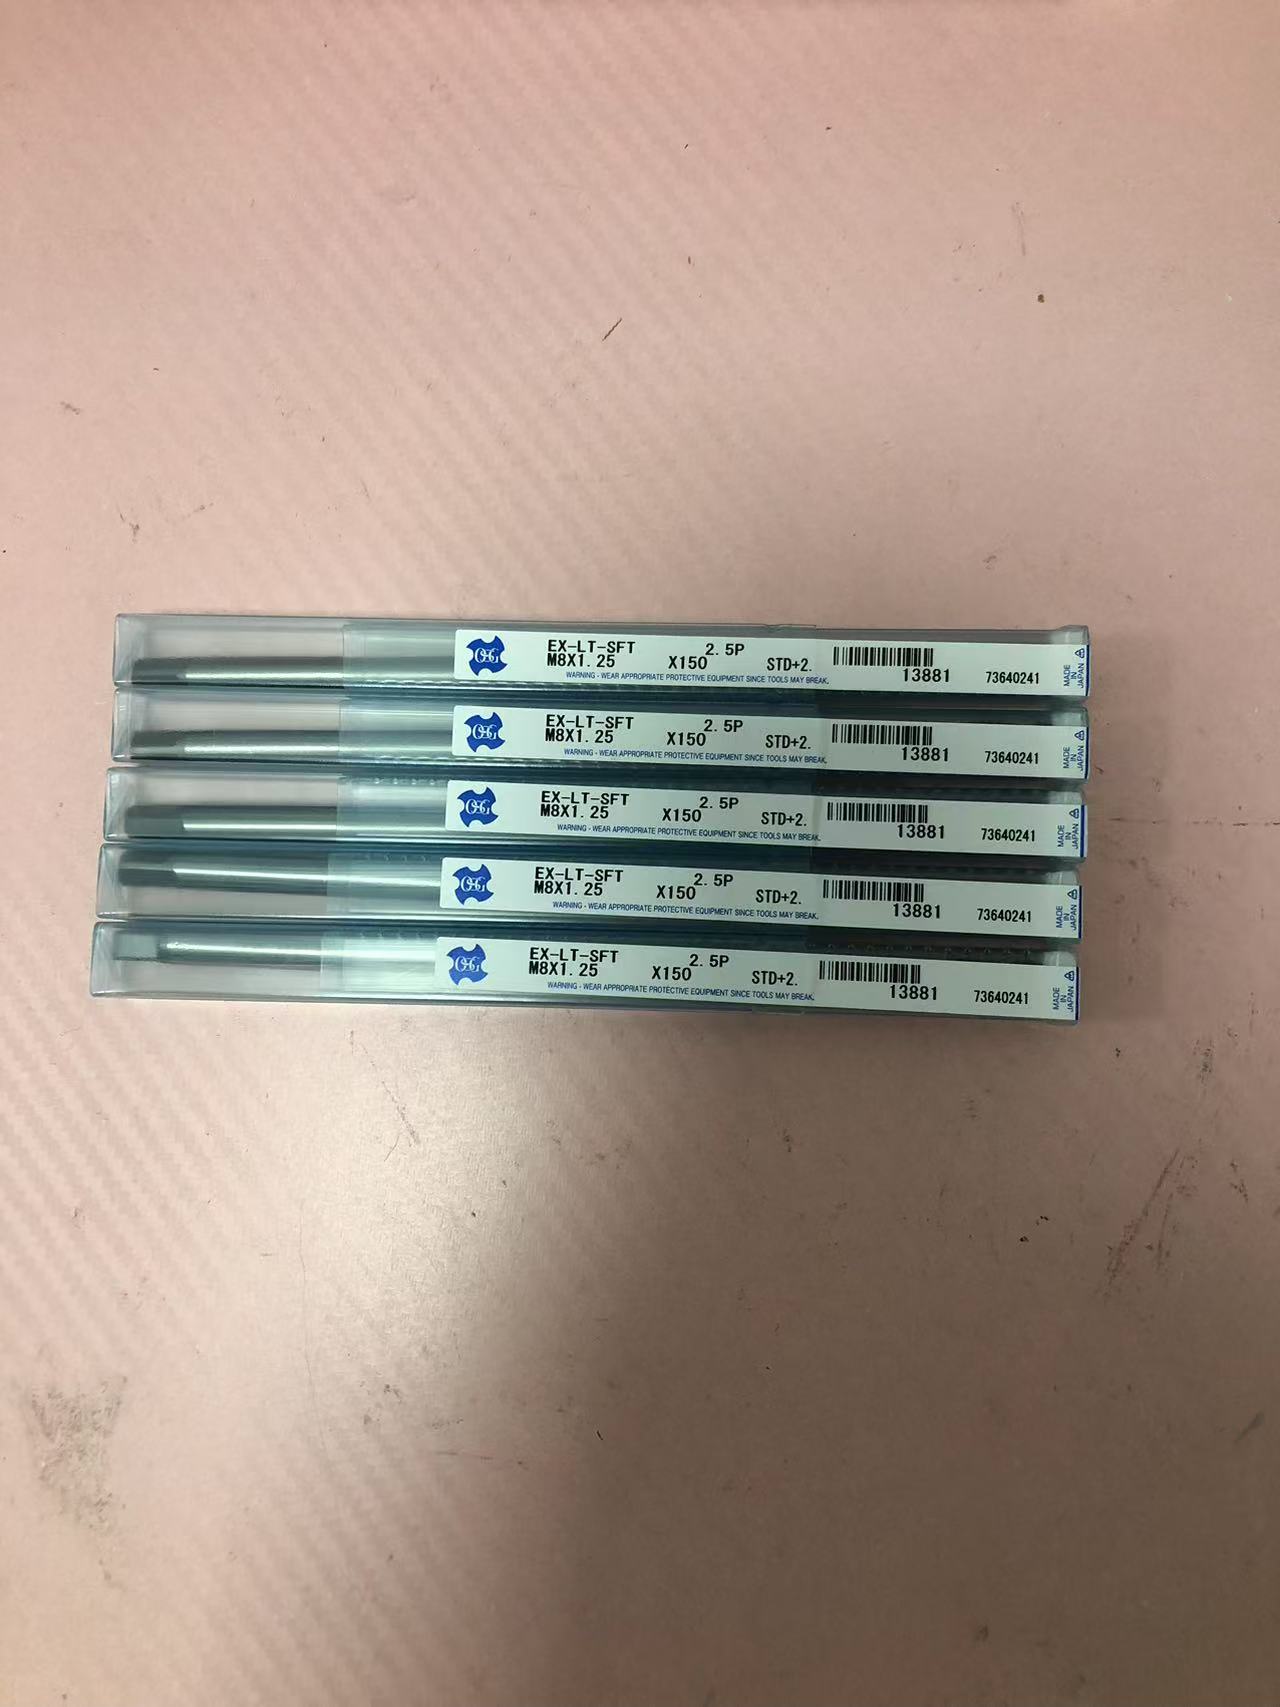 OSG EX-LT-SFT 2.5P
M8X1.25 X150 STD+2. 13881 73640241 MADE IN JAPAN
WARNING - WEAR APPROPRIATE PROTECTIVE EQUIPMENT SINCE TOOLS MAY BREAK.
OSG EX-LT-SFT 2.5P
M8X1.25 X150 STD+2. 13881 73640241 MADE IN JAPAN
WARNING - WEAR APPROPRIATE PROTECTIVE EQUIPMENT SINCE TOOLS MAY BREAK.
OSG EX-LT-SFT 2.5P
M8X1.25 X150 STD+2. 13881 73640241 MADE IN JAPAN
WARNING - WEAR APPROPRIATE PROTECTIVE EQUIPMENT SINCE TOOLS MAY BREAK.
OSG EX-LT-SFT 2.5P
M8X1.25 X150 STD+2. 13881 73640241 MADE IN JAPAN
WARNING - WEAR APPROPRIATE PROTECTIVE EQUIPMENT SINCE TOOLS MAY BREAK.
OSG EX-LT-SFT 2.5P
M8X1.25 X150 STD+2. 13881 73640241 MADE IN JAPAN
WARNING - WEAR APPROPRIATE PROTECTIVE EQUIPMENT SINCE TOOLS MAY BREAK.